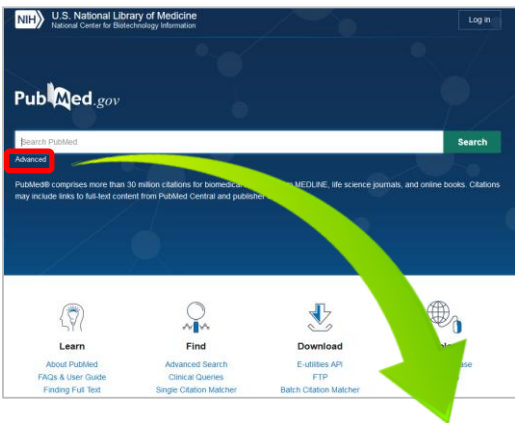 NIH U.S. National Library of Medicine
National Center for Biotechnology Information
Log in
PubMed.gov
Search PubMed
Search
Advanced
PubMed® comprises more than 30 million citations for biomedical MEDLINE, life science journals, and online books. Citations
may include links to full-text content from PubMed Central and publisher
Learn
Find
Download
About PubMed
Advanced Search
E-utilities API
FAQs & User Guide
Clinical Queries
FTP
Finding Full Text
Single Citation Matcher
Batch Citation Matcher